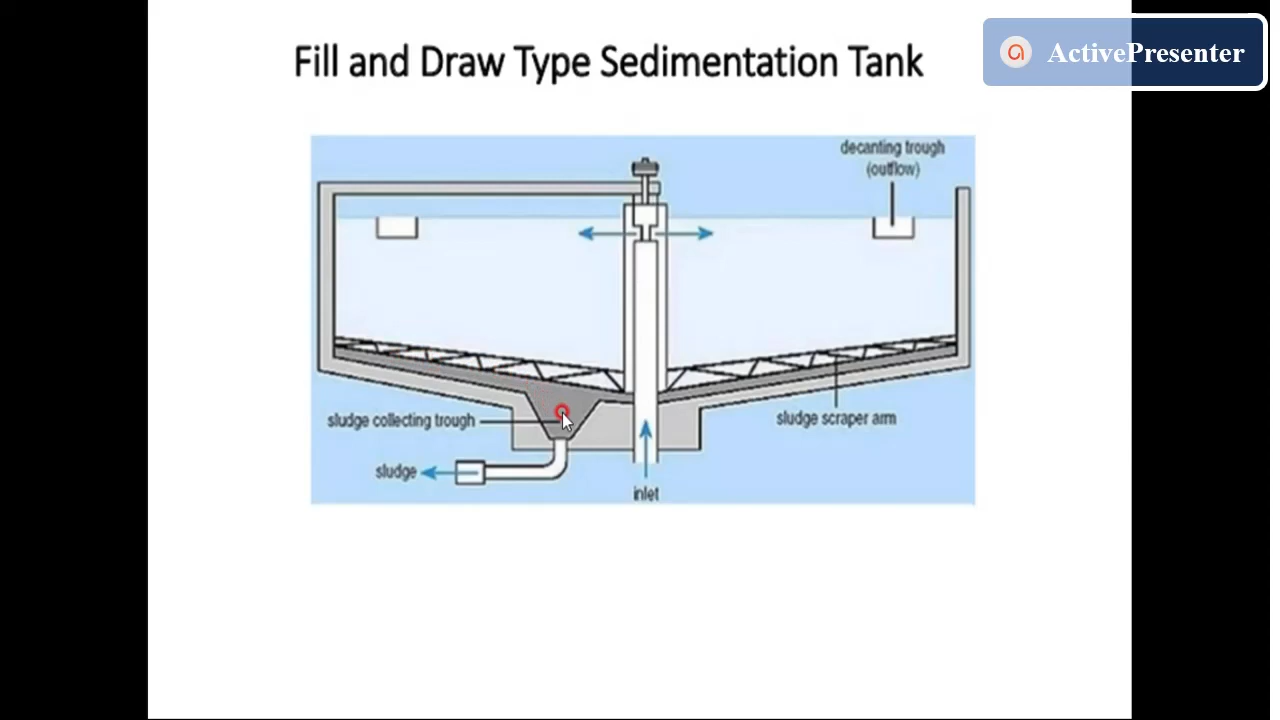 Fill and Draw Type Sedimentation Tank
ActivePresenter
decanting trough
(outflow)
sludge collecting trough
sludge scraper arm
sludge
inlet